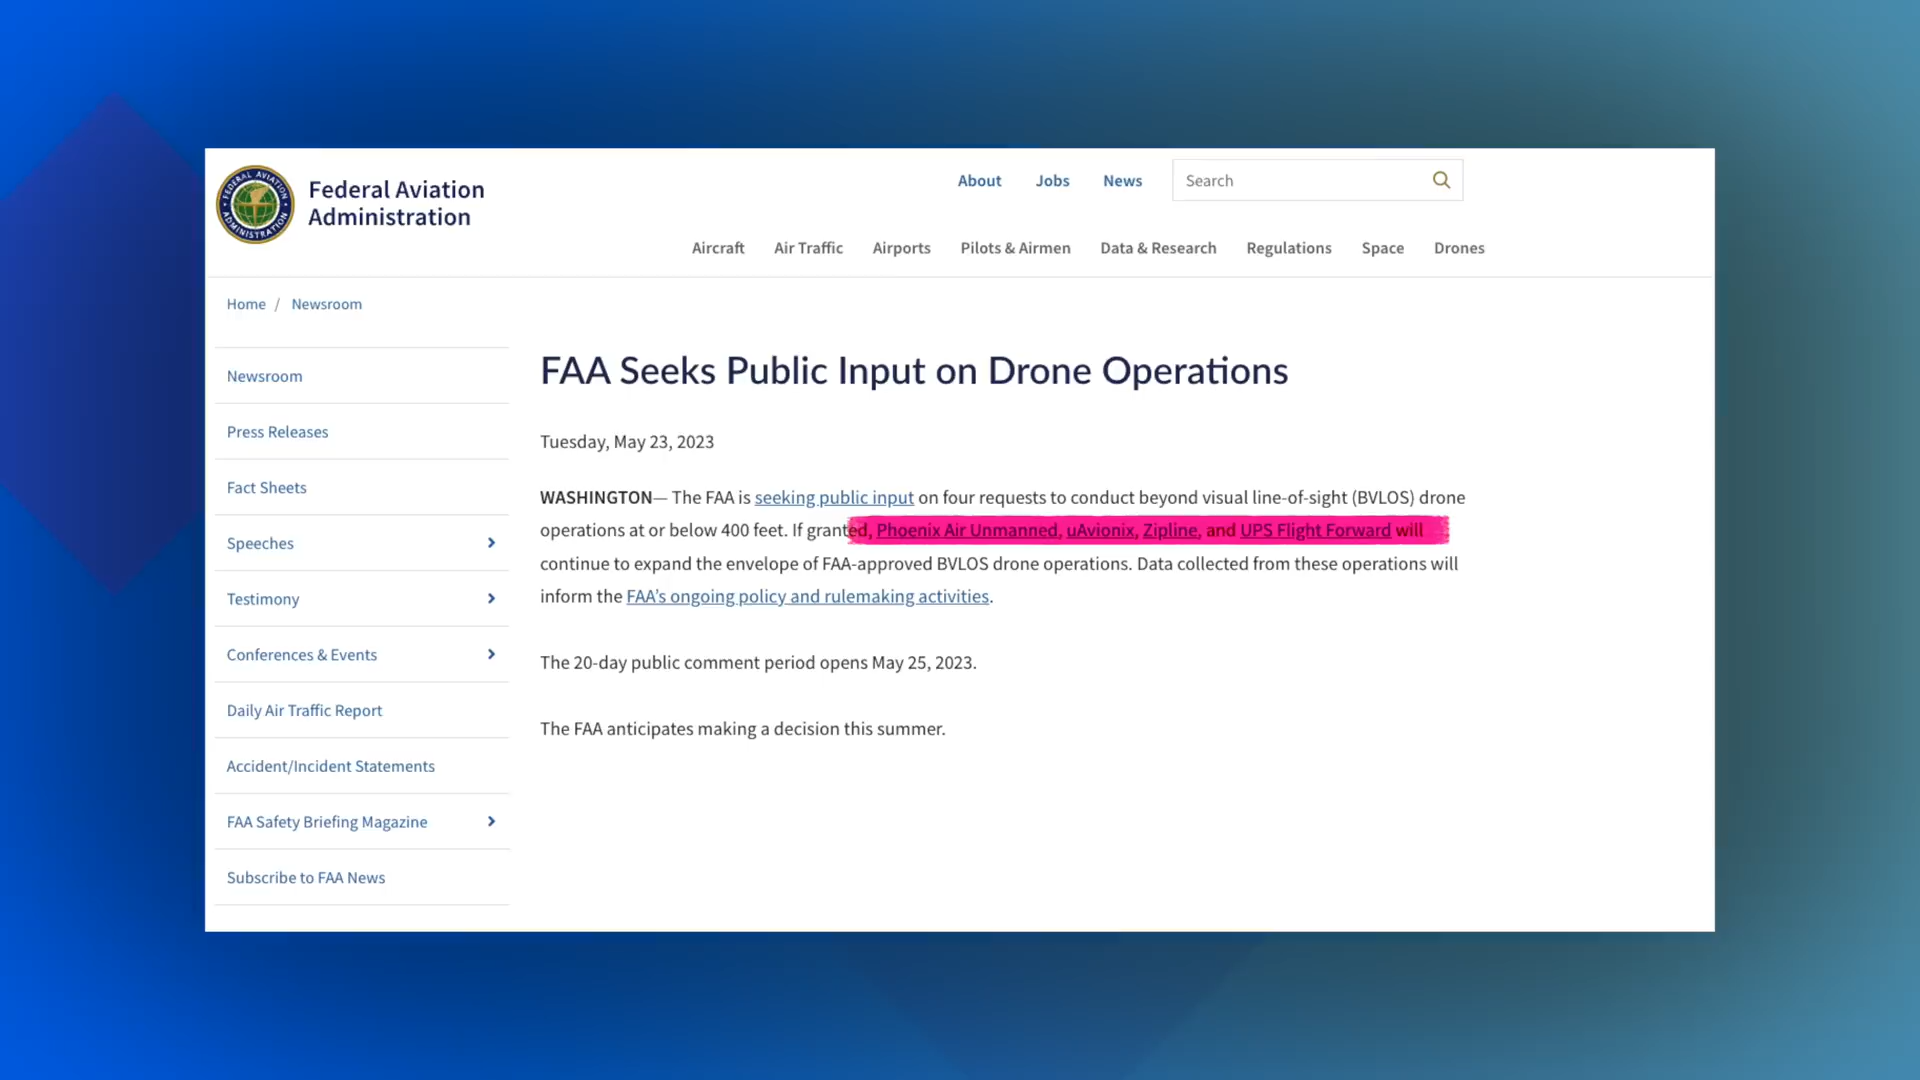 FEDERAL AVIATION ADMINISTRATION
Federal Aviation
Administration
About
Jobs
News
Search
Aircraft
Air Traffic
Airports
Pilots & Airmen
Data & Research
Regulations
Space
Drones
Home / Newsroom
Newsroom
Press Releases
Fact Sheets
Speeches
Testimony
Conferences & Events
Daily Air Traffic Report
Accident/Incident Statements
FAA Safety Briefing Magazine
Subscribe to FAA News
FAA Seeks Public Input on Drone Operations
Tuesday, May 23, 2023
WASHINGTON— The FAA is seeking public input on four requests to conduct beyond visual line-of-sight (BVLOS) drone
operations at or below 400 feet. If granted, Phoenix Air Unmanned, uAvionix, Zipline, and UPS Flight Forward will
continue to expand the envelope of FAA-approved BVLOS drone operations. Data collected from these operations will
inform the FAA's ongoing policy and rulemaking activities.
The 20-day public comment period opens May 25, 2023.
The FAA anticipates making a decision this summer.